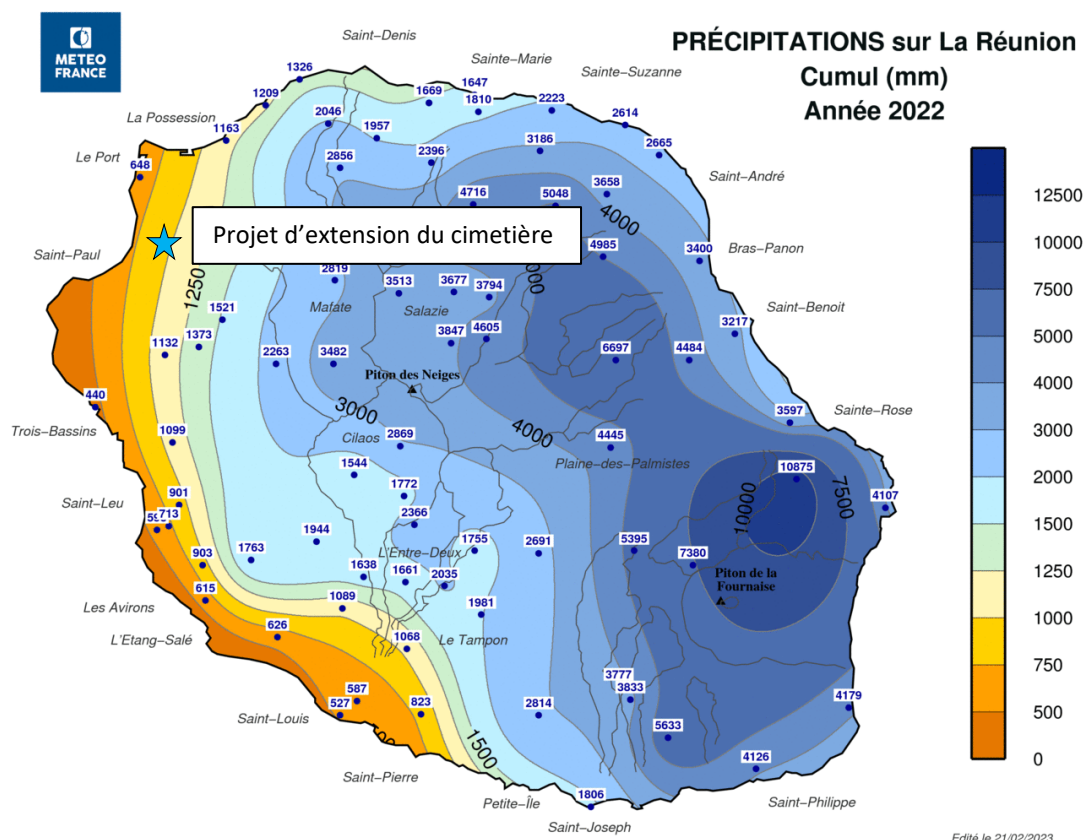 METEO
FRANCE
PRÉCIPITATIONS sur La Réunion
Cumul (mm)
Année 2022
Saint–Denis
Sainte–Marie
Sainte–Suzanne
1326
1647
1209
1669
1810
2223
2614
La Possession
2046
1957
1163
3186
2665
Le Port
648
2856
2396
Saint–André
4716
5048
3658
4000
Projet d'extension du cimetière
Saint–Paul
4985
3400
Bras–Panon
1250
2819
3513
3677
3794
Mafate
Salazie
Saint–Benoit
1521
3217
1132
1373
3847
4605
2263
3482
6697
4484
Piton des Neiges
440
3000
3597
Sainte–Rose
Trois–Bassins
1099
Cilaos
2869
4000
4445
Plaine–des–Palmistes
1544
10875
Saint–Leu
901
1772
10000
7500
4107
713
2366
1944
L'Entre–Deux
1755
2691
5395
903
1763
1638
1661
2035
7380
Piton de la
Fournaise
Les Avirons
615
1089
1981
L'Etang–Salé
626
1068
Le Tampon
587
527
823
3777
3833
2814
4179
Saint–Louis
1500
5633
Saint–Pierre
4126
Petite–Île
1806
Saint–Philippe
Saint–Joseph
12500
10000
7500
5000
4000
3000
2000
1500
1250
1000
750
500
0
Edité le 21/02/2023